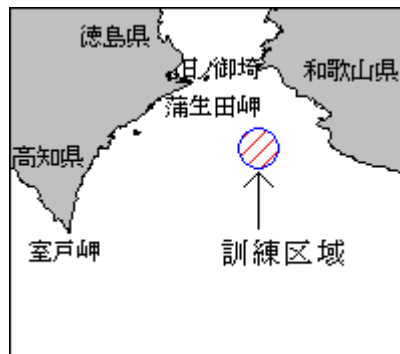 徳島県
日ノ御埼
和歌山県
蒲生田岬
高知県
室戸岬
訓練区域